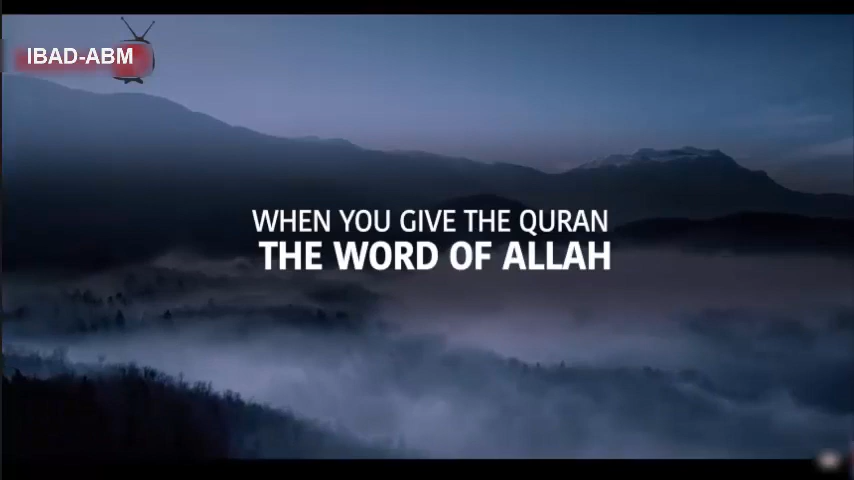 IBAD-ABM
WHEN YOU GIVE THE QURAN
THE WORD OF ALLAH